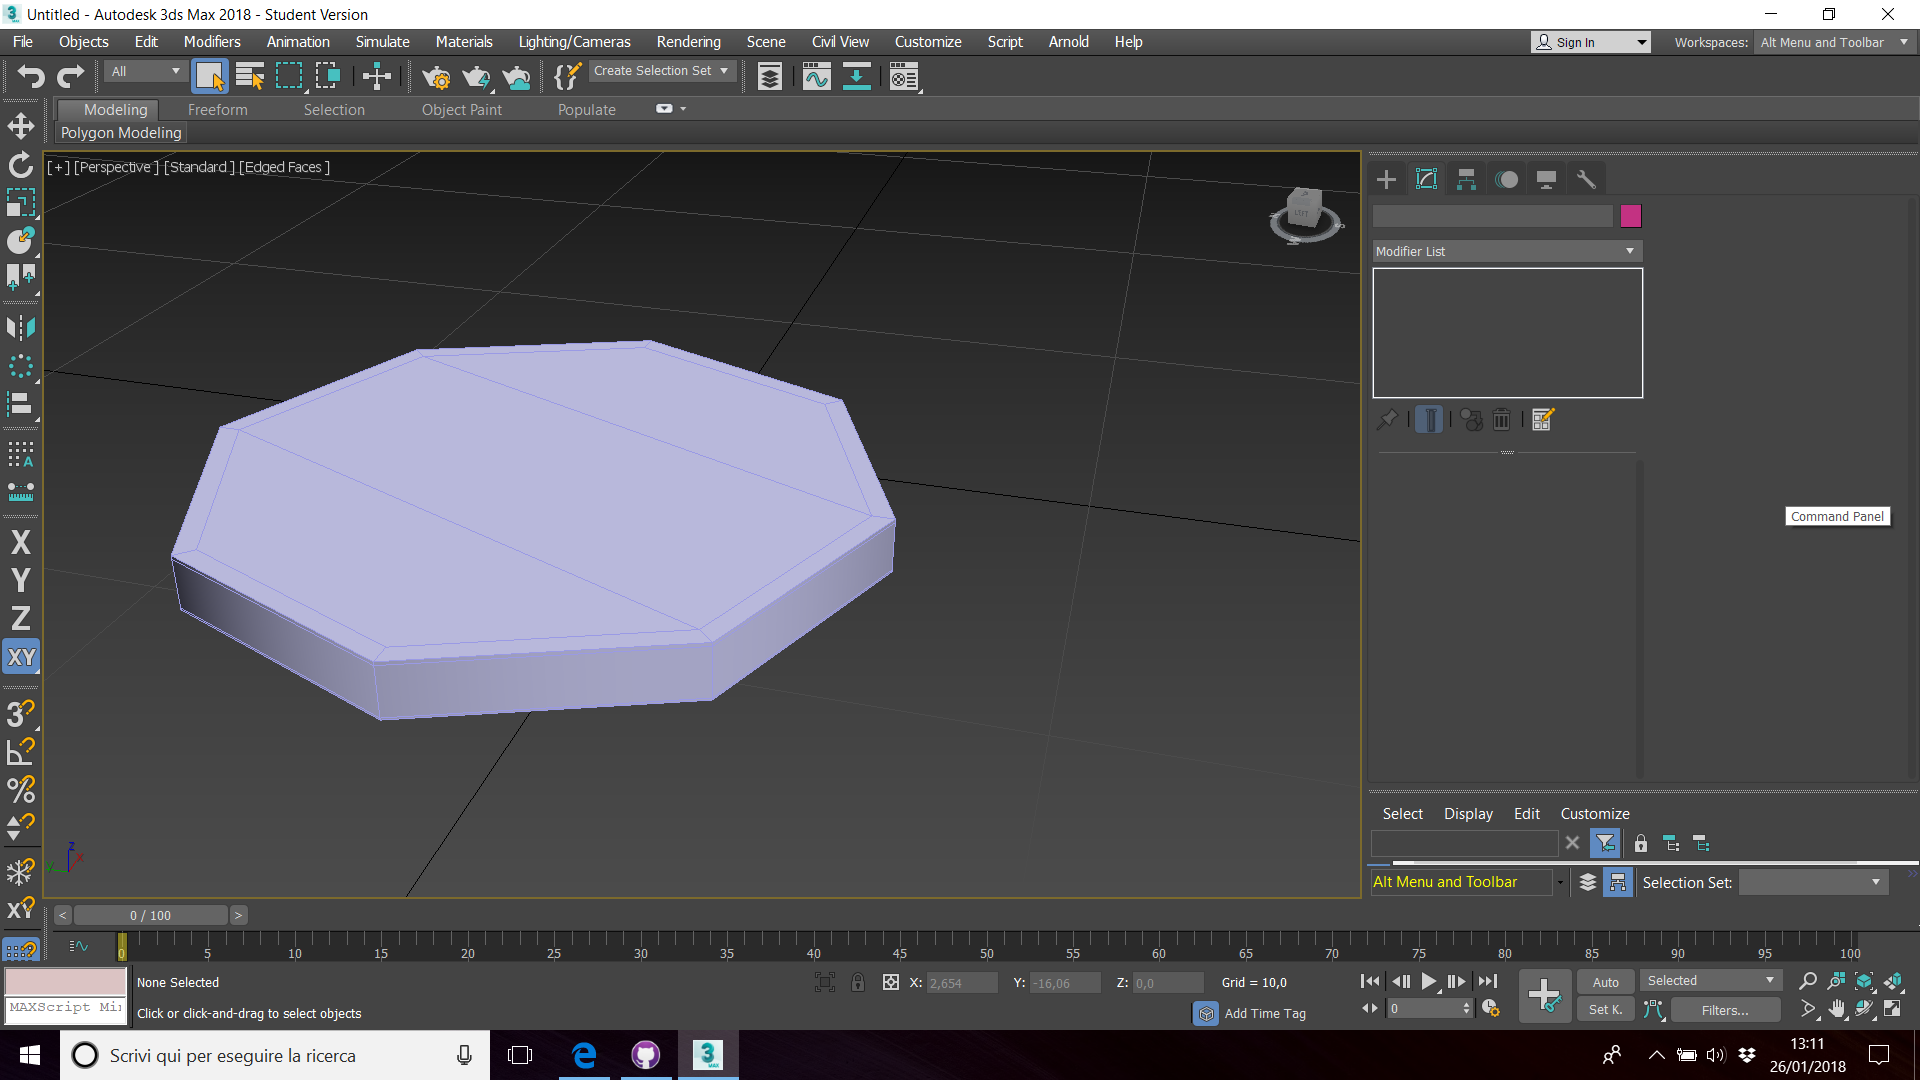 Untitled - Autodesk 3ds Max 2018 - Student Version
File Objects Edit Modifiers Animation Simulate Materials Lighting/Cameras Rendering Scene Civil View Customize Script Arnold Help
Sign In
Workspaces: Alt Menu and Toolbar
All
Create Selection Set
Modeling Freeform Selection Object Paint Populate
Polygon Modeling
[+] [Perspective ] [Standard ] [Edged Faces ]
Modifier List
Command Panel
X
Y
Z
XY
3
%
XY
Select Display Edit Customize
Alt Menu and Toolbar
Selection Set:
< 0 / 100 >
0 5 10 15 20 25 30 35 40 45 50 55 60 65 70 75 80 85 90 95 100
None Selected
X: 2,654 Y: -16,06 Z: 0,0 Grid = 10,0
Auto Selected
MAXScript Mi
Click or click-and-drag to select objects
Add Time Tag
0
Set K. Filters...
Scrivi qui per eseguire la ricerca
13:11
26/01/2018